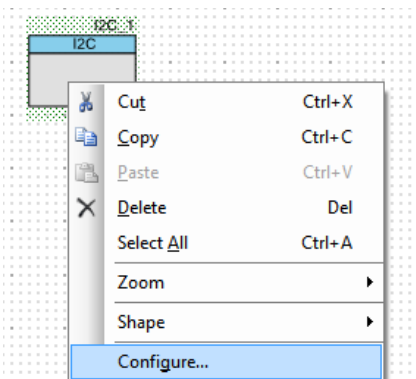 I2C_1
I2C
Cut Ctrl+X
Copy Ctrl+C
Paste Ctrl+V
Delete Del
Select All Ctrl+A
Zoom
Shape
Configure...